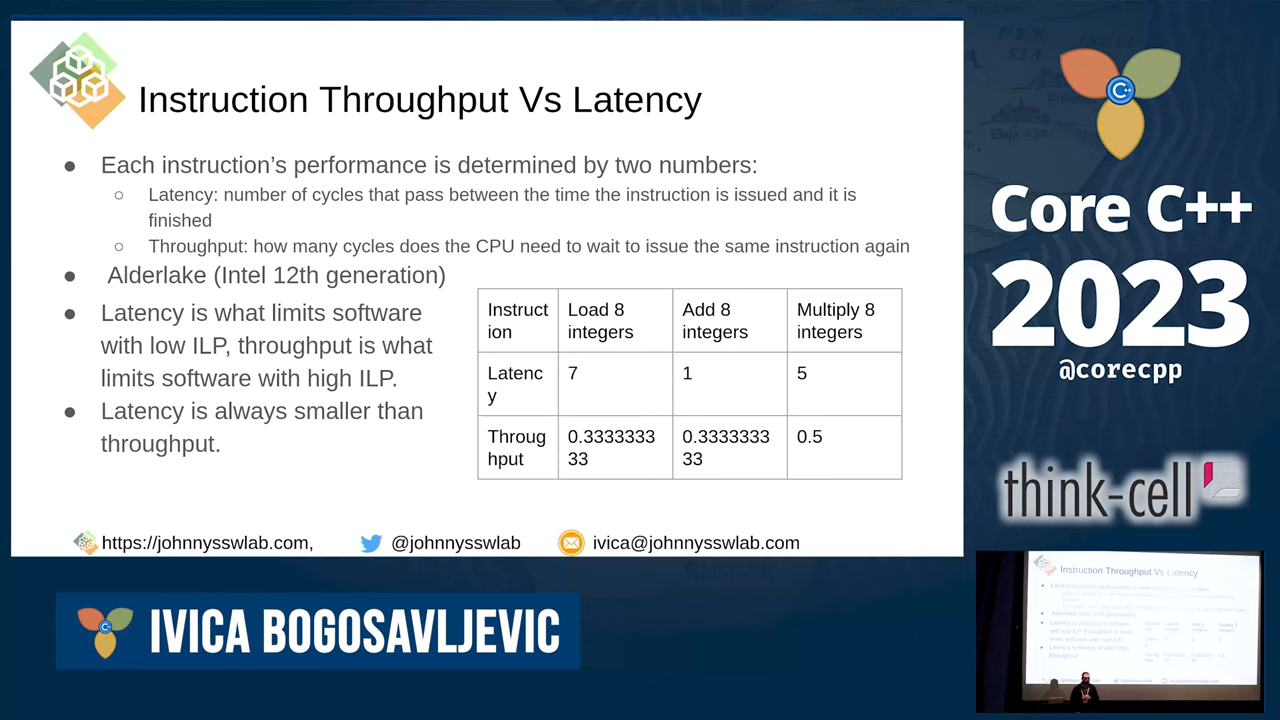 Instruction Throughput Vs Latency
● Each instruction’s performance is determined by two numbers:
○ Latency: number of cycles that pass between the time the instruction is issued and it is
finished
○ Throughput: how many cycles does the CPU need to wait to issue the same instruction again
● Alderlake (Intel 12th generation)
● Latency is what limits software
with low ILP, throughput is what
limits software with high ILP.
● Latency is always smaller than
throughput.
Instruct
ion
Load 8
integers
Add 8
integers
Multiply 8
integers
Latenc
y
7
1
5
Throug
hput
0.3333333
33
0.3333333
33
0.5
https://johnnysswlab.com,
@johnnysswlab
ivica@johnnysswlab.com
C++
Core C++
2023
@corecpp
think-cell
IVICA BOGOSAVLJEVIC
Instruction Throughput Vs Latency